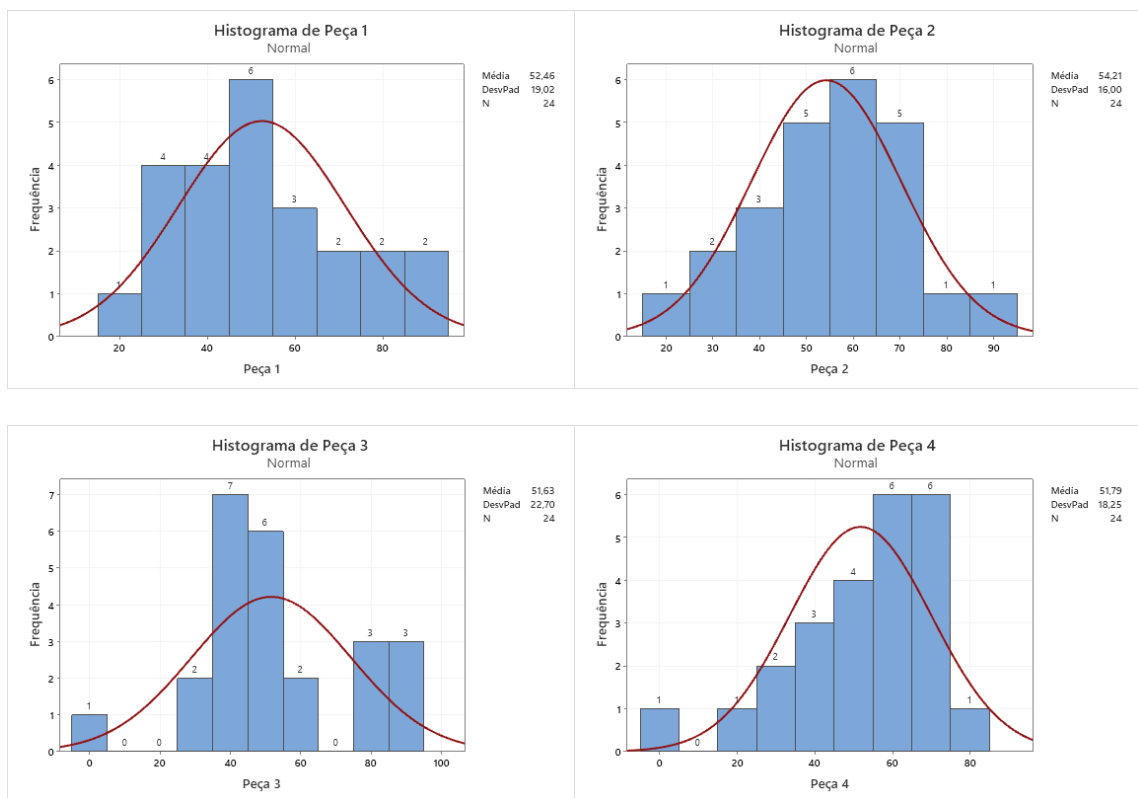 Histograma de Peça 1
Normal
6
4
4
3
2
2
2
1
6
5
4
3
2
1
0
Frequência
20 40 60 80
Peça 1
Média 52,46
DesvPad 19,02
N 24
Histograma de Peça 2
Normal
6
5
5
3
2
1
1
1
6
5
4
3
2
1
0
Frequência
20 30 40 50 60 70 80 90
Peça 2
Média 54,21
DesvPad 16,00
N 24
Histograma de Peça 3
Normal
7
6
3
3
2
2
1
0
0
0
7
6
5
4
3
2
1
0
Frequência
0 20 40 60 80 100
Peça 3
Média 51,63
DesvPad 22,70
N 24
Histograma de Peça 4
Normal
6
6
4
3
2
1
1
1
0
6
5
4
3
2
1
0
Frequência
0 20 40 60 80
Peça 4
Média 51,79
DesvPad 18,25
N 24